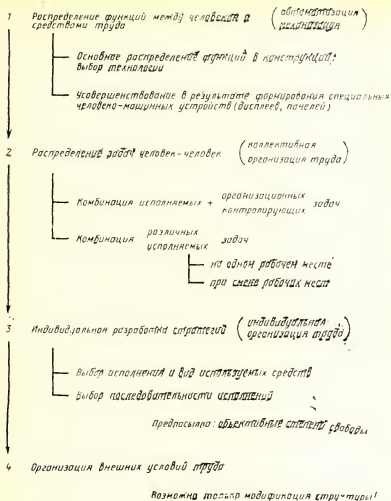 1 Распределение функций между человеком и (автоматизация
средствами труда механизация)
Основное распределение функций в конструкции:
выбор технологии
Усовершенствование в результате формирования специальных
человеко-машинных устройств (дисплеев, панелей)
2 Распределение задач человек-человек (коллективная
организация труда)
Комбинация исполняемых + организационных контролирующих задач
Комбинация различных исполняемых задач
на одном рабочем месте
при смене рабочих мест
3 Индивидуальная разработка стратегий (индивидуальная
организация труда)
Выбор исполнения и вид используемых средств
Выбор последовательности исполнений
Предпосылка: объективные степени свободы
4 Организация внешних условий труда
Возможна только модификация структуры!